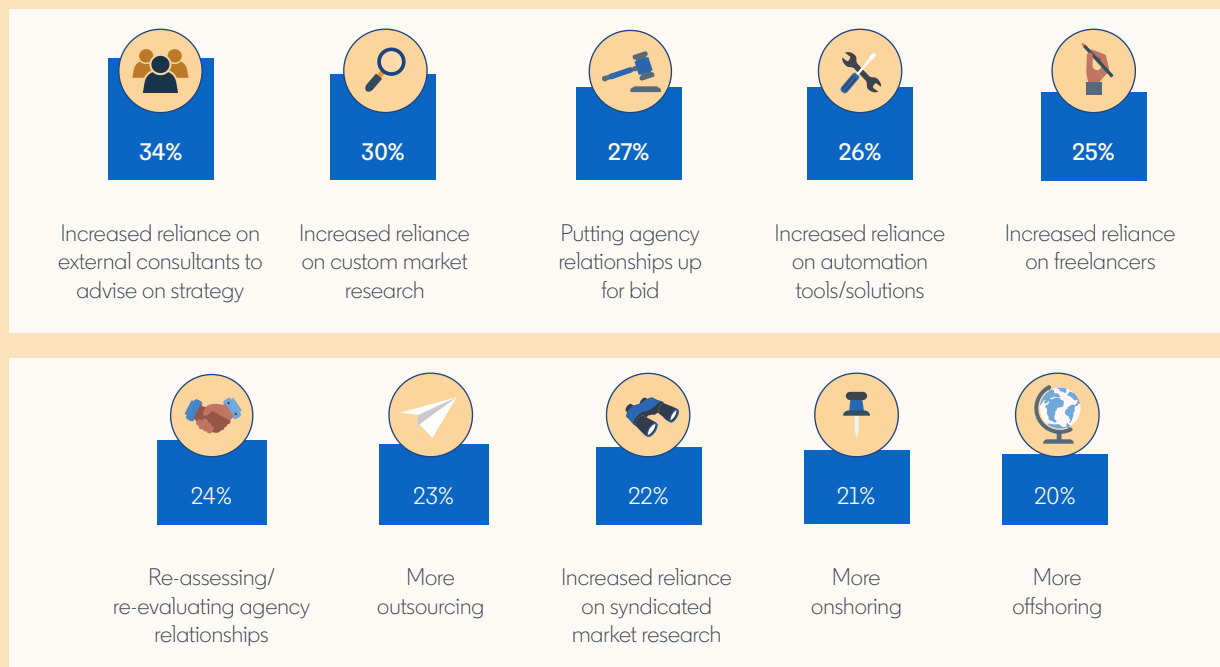 34%
30%
27%
26%
25%
Increased reliance on
external consultants to
advise on strategy
Increased reliance
on custom market
research
Putting agency
relationships up
for bid
Increased reliance
on automation
tools/solutions
Increased reliance
on freelancers
24%
23%
22%
21%
20%
Re-assessing/
re-evaluating agency
relationships
More
outsourcing
Increased reliance
on syndicated
market research
More
onshoring
More
offshoring